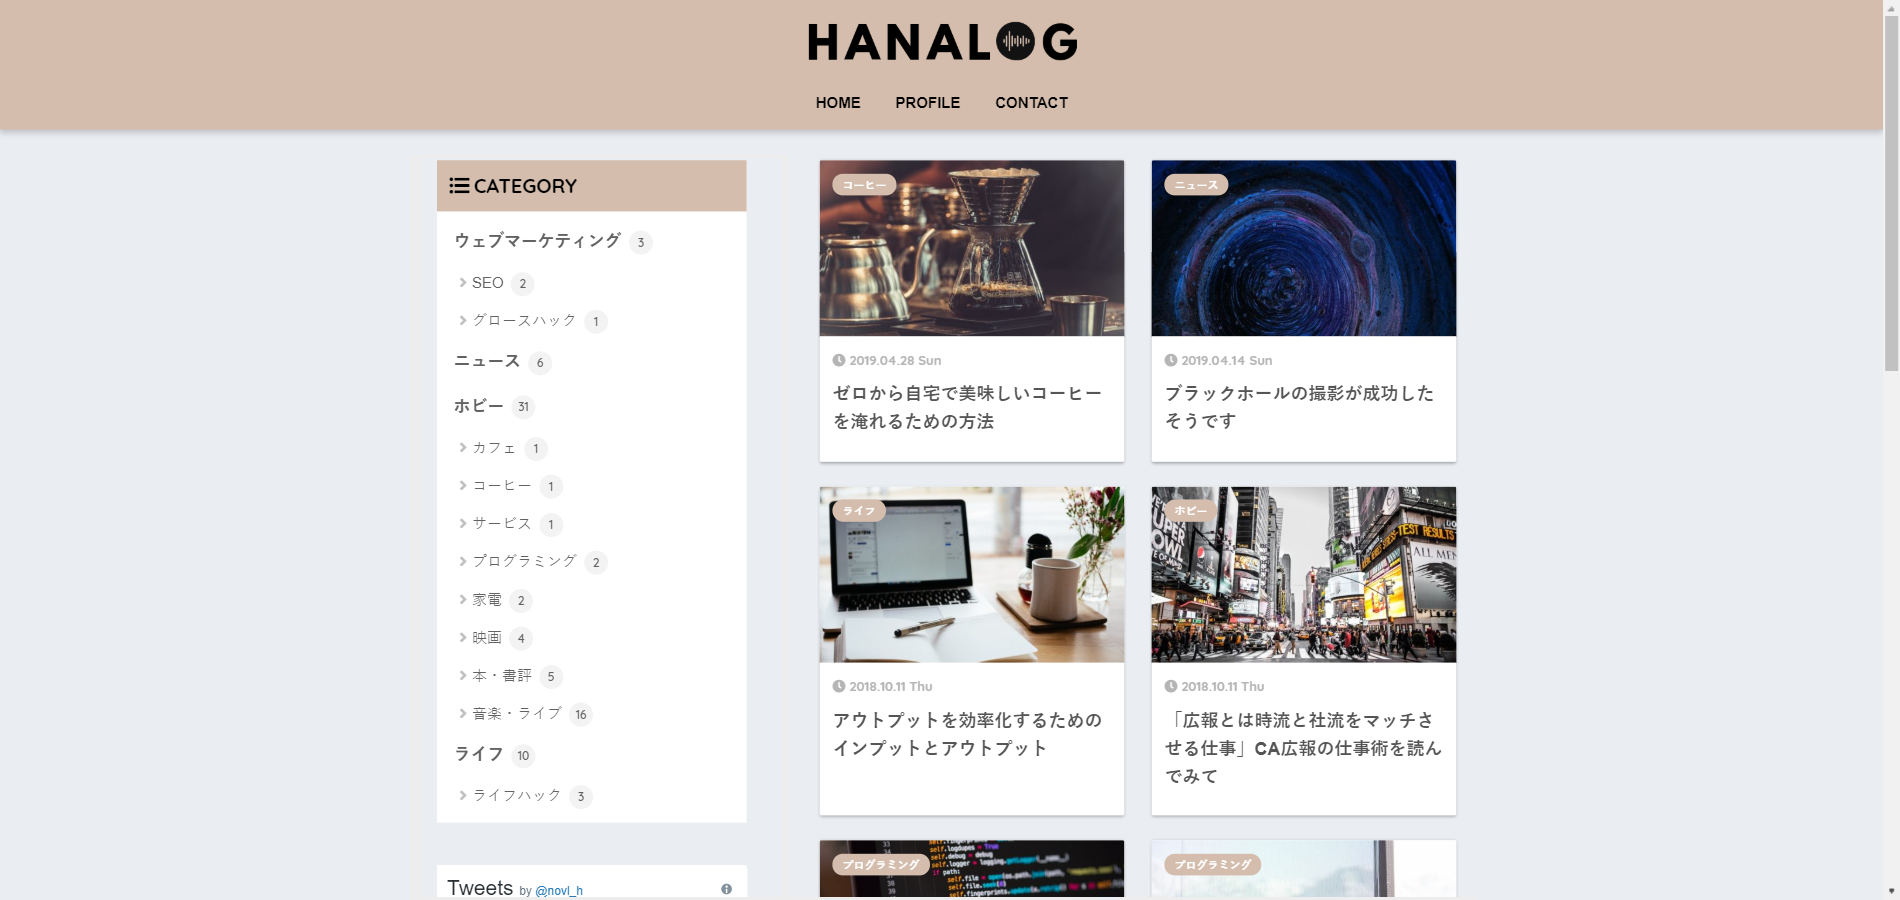 HANALOG
HOME PROFILE CONTACT
CATEGORY
ウェブマーケティング 3
SEO 2
グロースハック 1
ニュース 6
ホビー 31
カフェ 1
コーヒー 1
サービス 1
プログラミング 2
家電 2
映画 4
本・書評 5
音楽・ライブ 16
ライフ 10
ライフハック 3
Tweets by @novl_h
コーヒー
2019.04.28 Sun
ゼロから自宅で美味しいコーヒー
を淹れるための方法
ニュース
2019.04.14 Sun
ブラックホールの撮影が成功した
そうです
ライフ
2018.10.11 Thu
アウトプットを効率化するための
インプットとアウトプット
ホビー
TEST RESULTS
ALL MEN
2018.10.11 Thu
「広報とは時流と社流をマッチさ
せる仕事」CA広報の仕事術を読ん
でみて
プログラミング
プログラミング